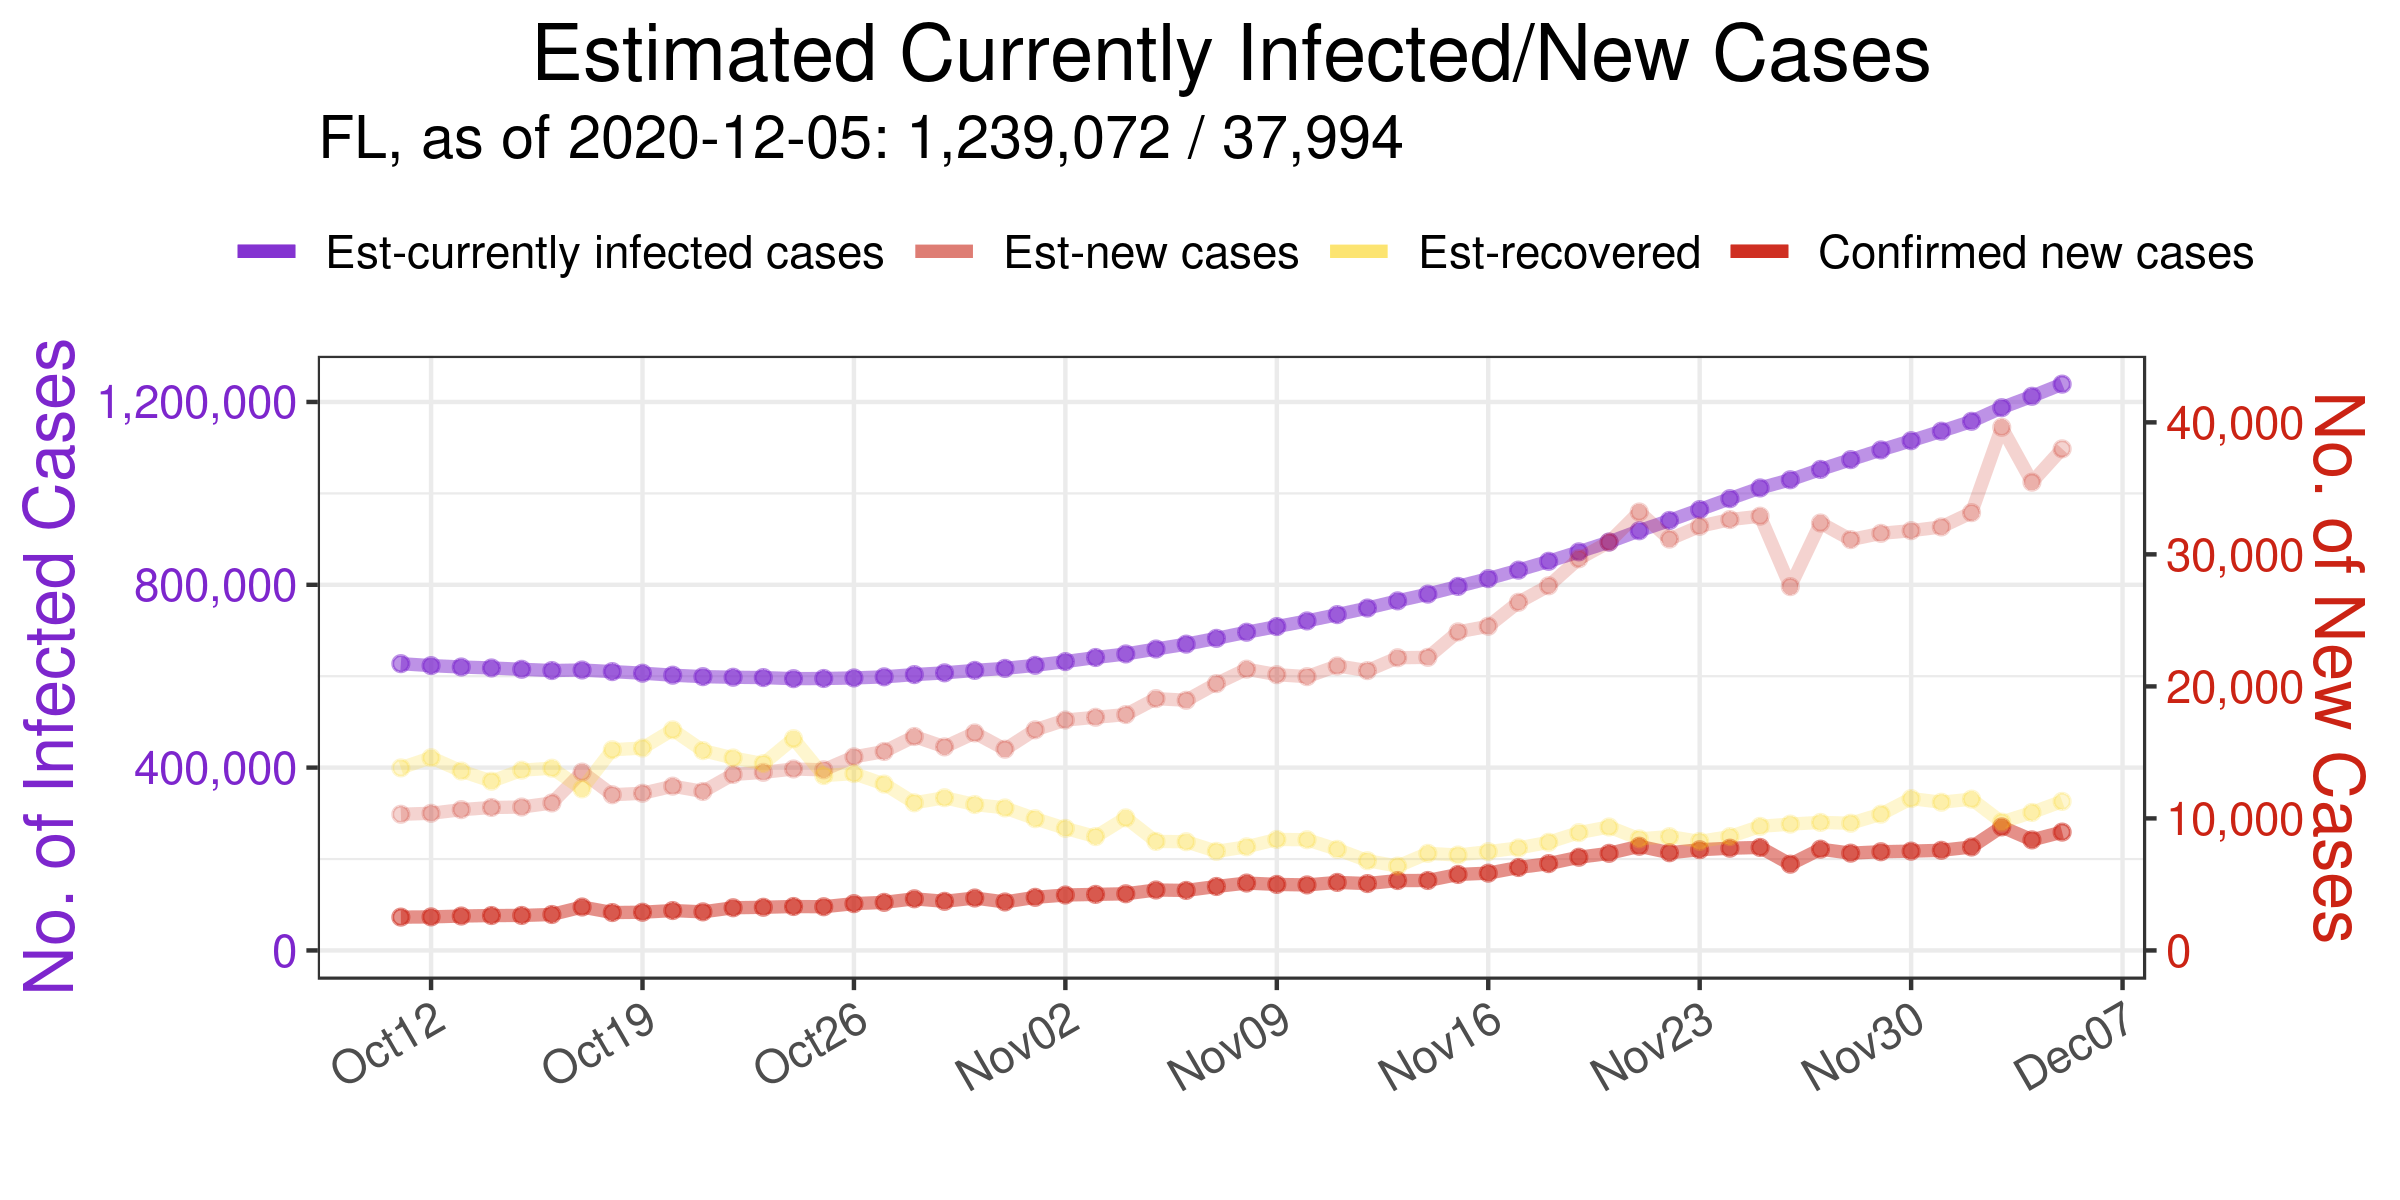 Estimated Currently Infected/New Cases
FL, as of 2020-12-05: 1,239,072 / 37,994
Est-currently infected cases Est-new cases Est-recovered Confirmed new cases
No. of Infected Cases
1,200,000
800,000
400,000
0
40,000
30,000
20,000
10,000
0
No. of New Cases
Oct12 Oct19 Oct26 Nov02 Nov09 Nov16 Nov23 Nov30 Dec07